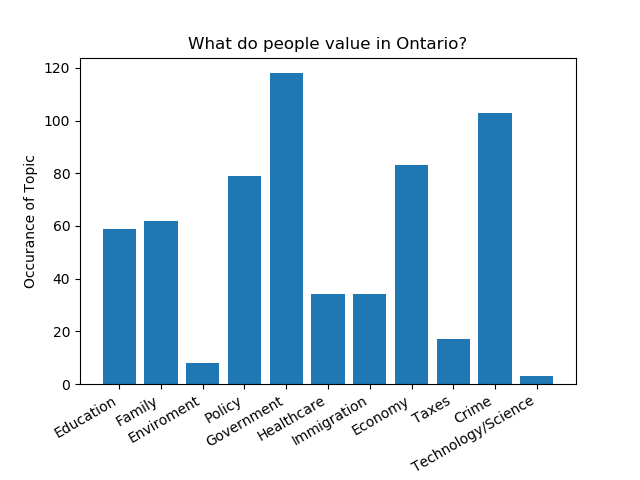 What do people value in Ontario?
Occurance of Topic
120
100
80
60
40
20
0
Education
Family
Enviroment
Policy
Government
Healthcare
Immigration
Economy
Taxes
Crime
Technology/Science